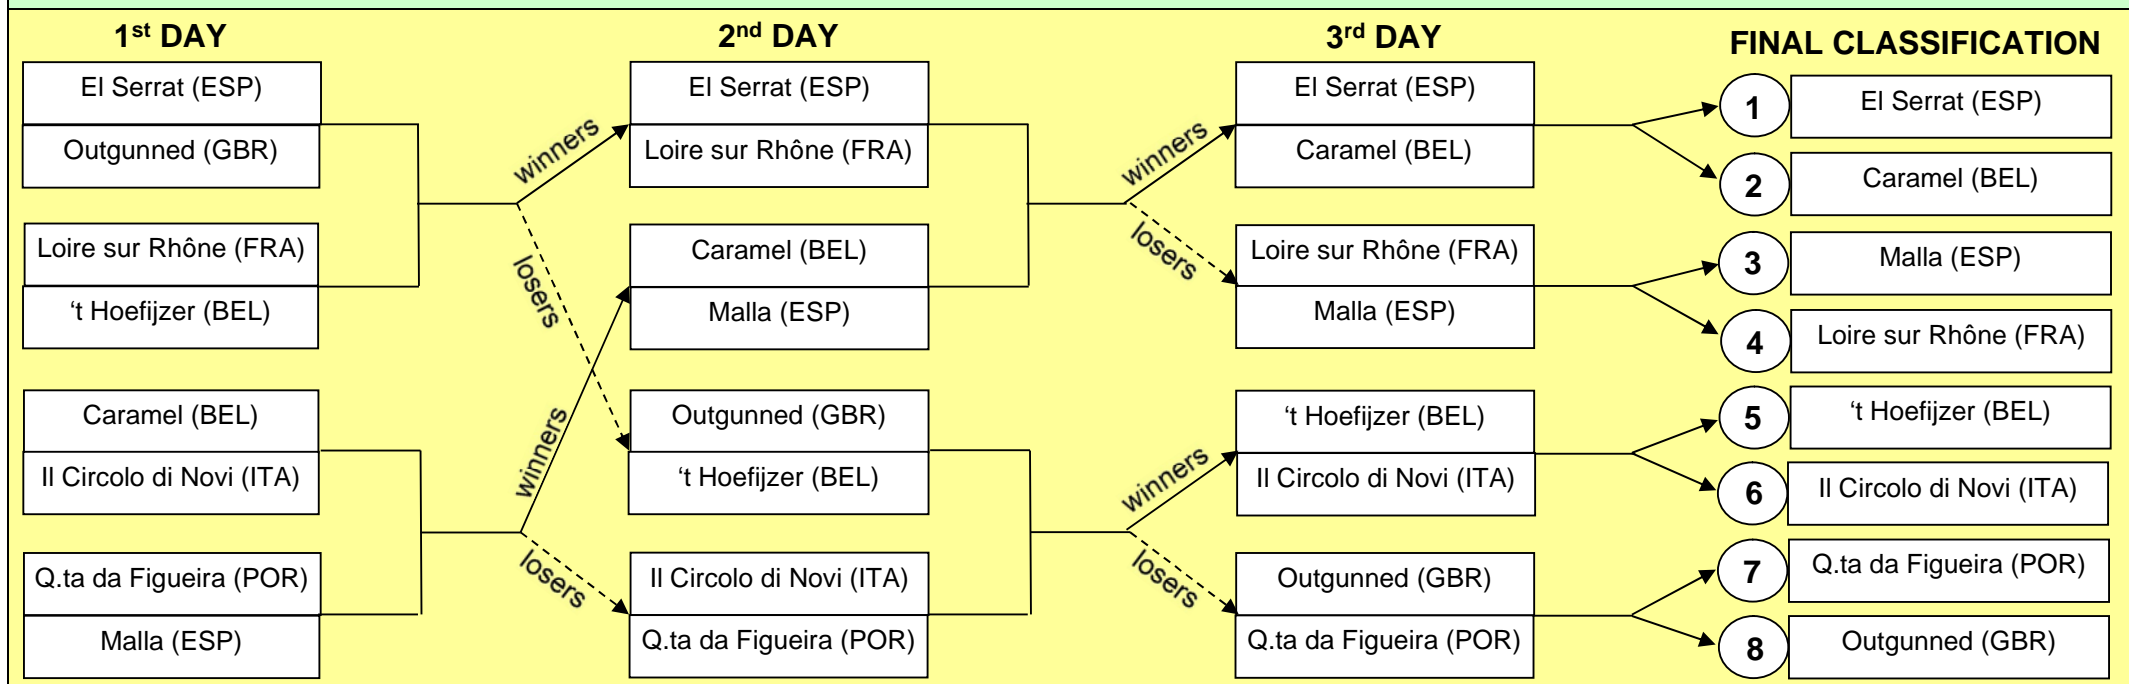 1st DAY
El Serrat (ESP)
Outgunned (GBR)
Loire sur Rhône (FRA)
‘t Hoefijzer (BEL)
Caramel (BEL)
Il Circolo di Novi (ITA)
Q.ta da Figueira (POR)
Malla (ESP)
winners
losers
winners
losers
2nd DAY
El Serrat (ESP)
Loire sur Rhône (FRA)
Caramel (BEL)
Malla (ESP)
Outgunned (GBR)
‘t Hoefijzer (BEL)
Il Circolo di Novi (ITA)
Q.ta da Figueira (POR)
winners
losers
winners
losers
3rd DAY
El Serrat (ESP)
Caramel (BEL)
Loire sur Rhône (FRA)
Malla (ESP)
‘t Hoefijzer (BEL)
Il Circolo di Novi (ITA)
Outgunned (GBR)
Q.ta da Figueira (POR)
FINAL CLASSIFICATION
1 El Serrat (ESP)
2 Caramel (BEL)
3 Malla (ESP)
4 Loire sur Rhône (FRA)
5 ‘t Hoefijzer (BEL)
6 Il Circolo di Novi (ITA)
7 Q.ta da Figueira (POR)
8 Outgunned (GBR)